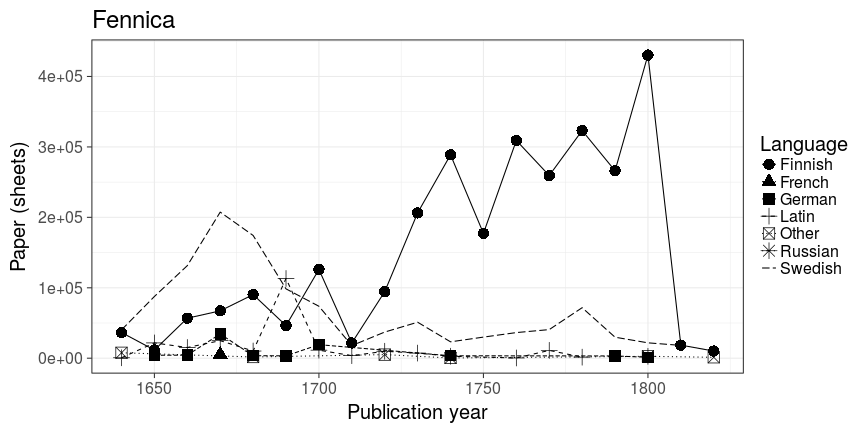 Fennica
Paper (sheets)
4e+05
3e+05
2e+05
1e+05
0e+00
1650 1700 1750 1800
Publication year
Language
Finnish
French
German
Latin
Other
Russian
Swedish